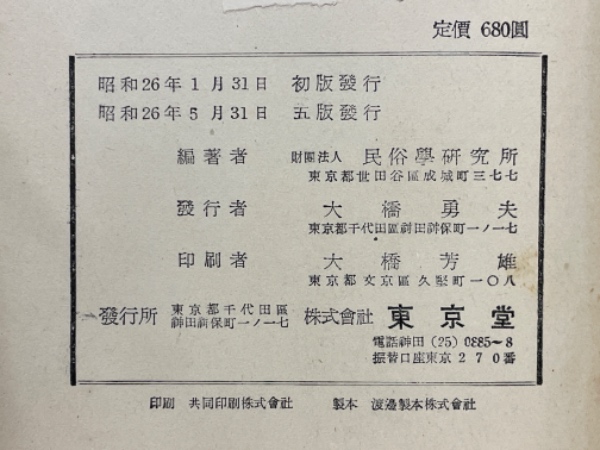 定價 680圓
昭和26年1月31日 初版發行
昭和26年5月31日 五版發行
編著者 財團法人 民俗學硏究所
東京都世田谷區成城町三七七
發行者 大橋勇夫
東京都千代田區神田神保町一ノ一七
印刷者 大橋芳雄
東京都文京區久堅町一〇八
發行所 東京都千代田區神田神保町一ノ一七 株式會社 東京堂
電話神田 (25) 0885~8
振替口座東京270番
印刷 共同印刷株式會社 製本 渡邊製本株式會社